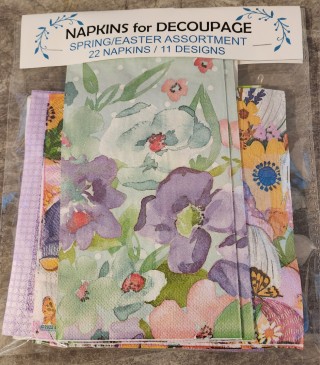 NAPKINS for DECOUPAGE
SPRING/EASTER ASSORTMENT
22 NAPKINS / 11 DESIGNS